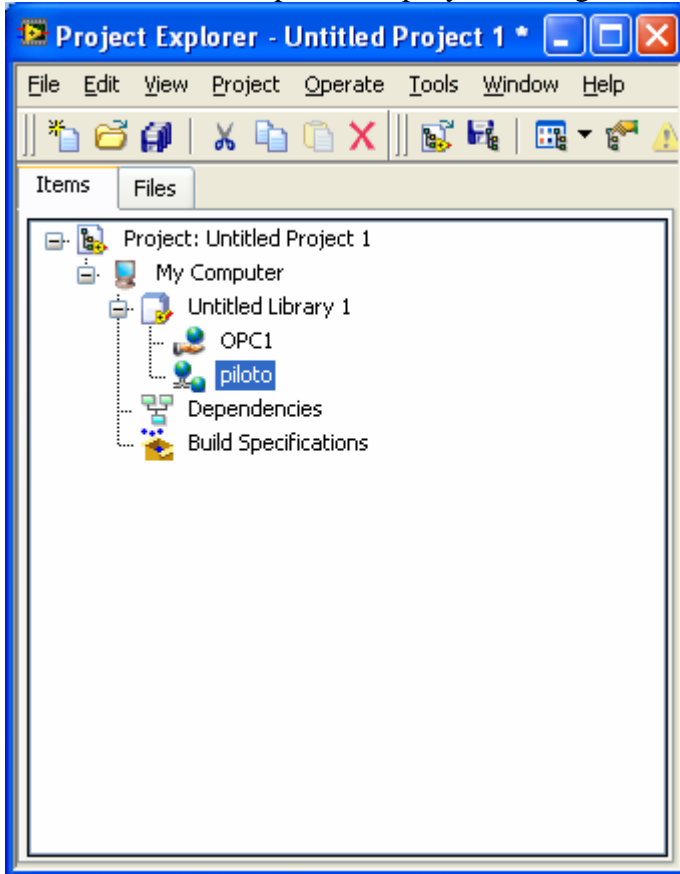 Project Explorer - Untitled Project 1 *
File Edit View Project Operate Tools Window Help
Items Files
Project: Untitled Project 1
My Computer
Untitled Library 1
OPC1
piloto
Dependencies
Build Specifications